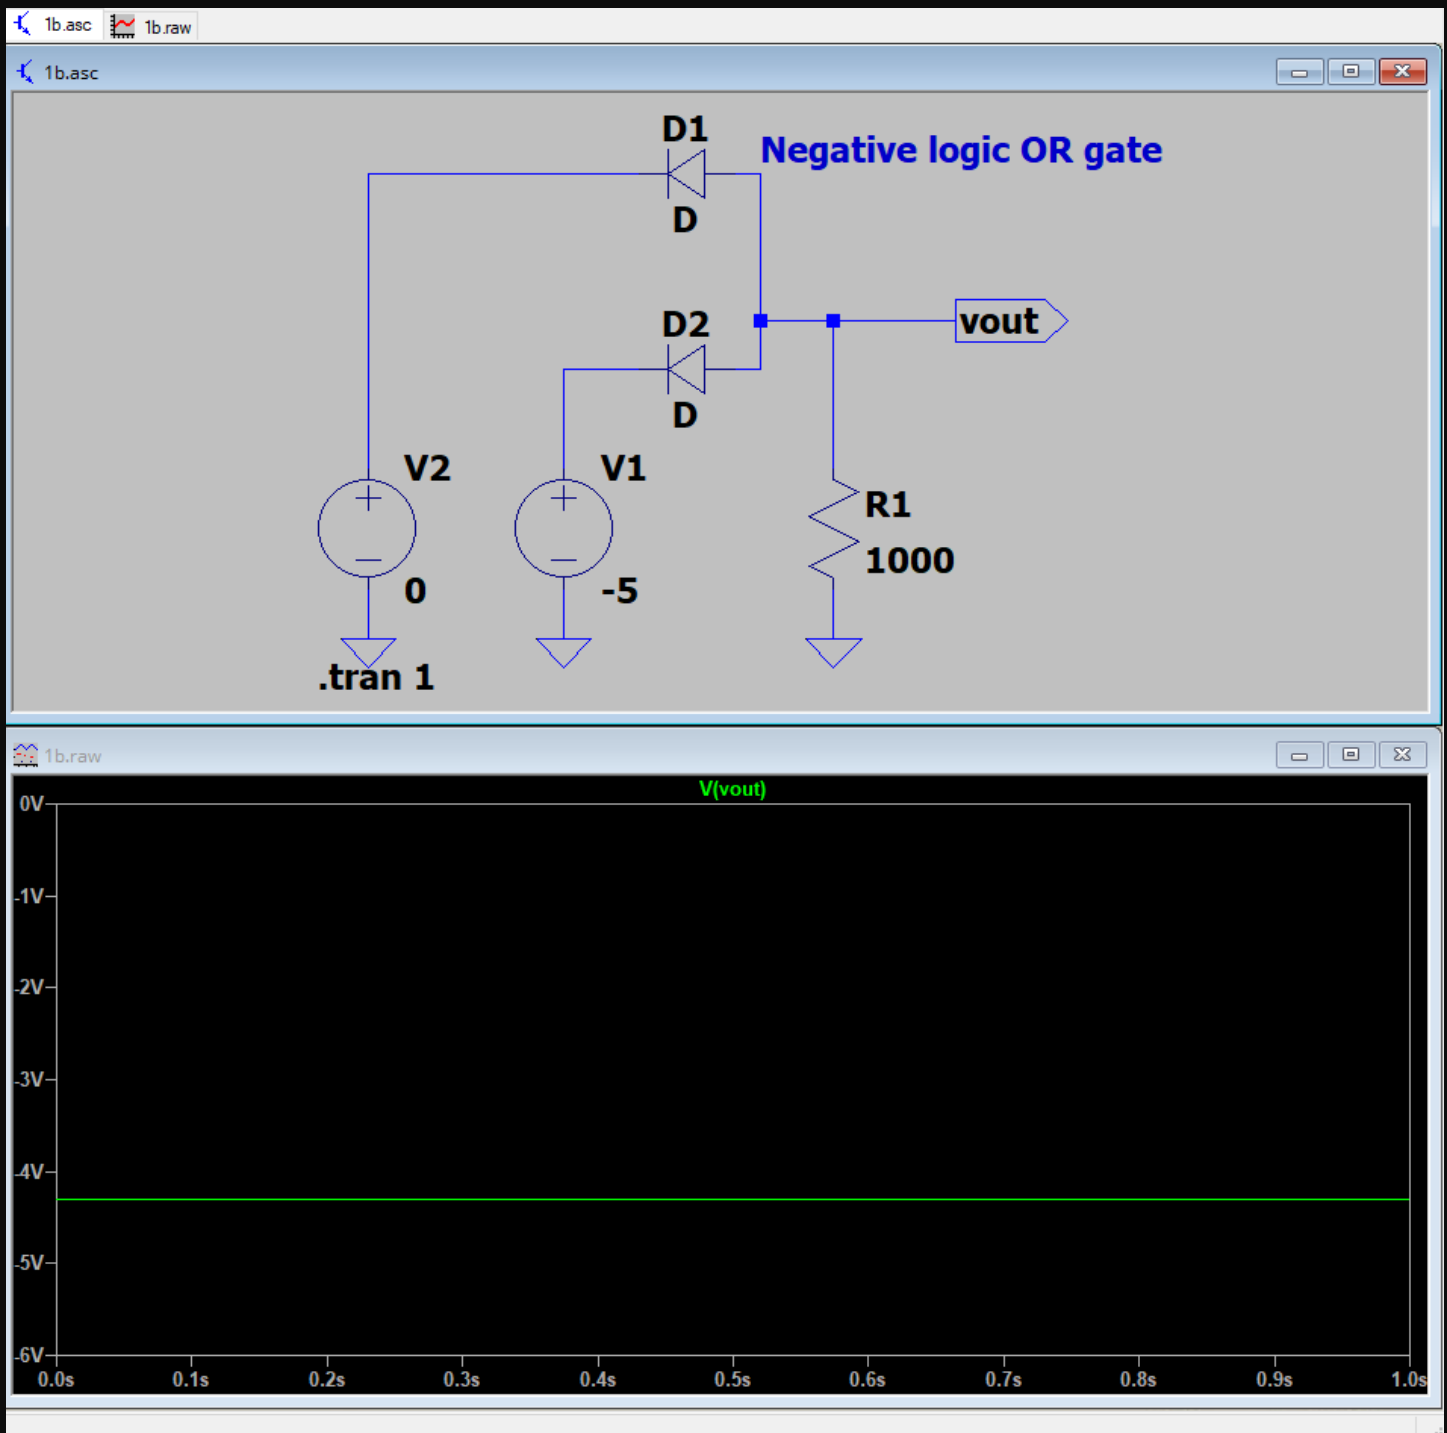 1b.asc 1b.raw
1b.asc
D1
Negative logic OR gate
D
D2
vout
D
V2 V1
+ +
R1
1000
0 -5
.tran 1
1b.raw
V(vout)
0V
-1V
-2V
-3V
-4V
-5V
-6V
0.0s 0.1s 0.2s 0.3s 0.4s 0.5s 0.6s 0.7s 0.8s 0.9s 1.0s